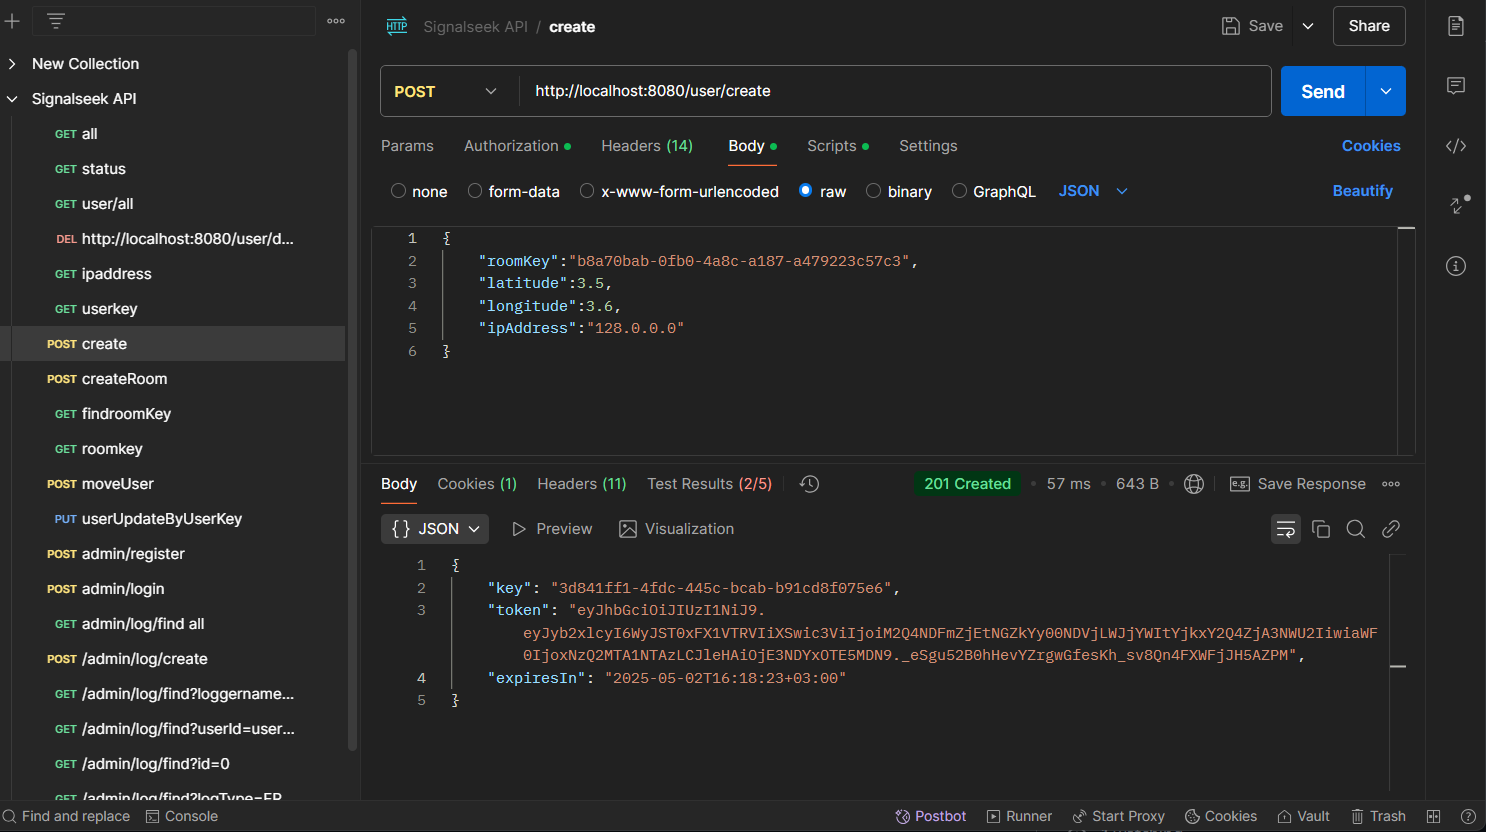 New Collection
Signalseek API
GET all
GET status
GET user/all
DEL http://localhost:8080/user/d...
GET ipaddress
GET userkey
POST create
POST createRoom
GET findroomKey
GET roomkey
POST moveUser
PUT userUpdateByUserKey
POST admin/register
POST admin/login
GET admin/log/find all
POST /admin/log/create
GET /admin/log/find?loggername...
GET /admin/log/find?userId=user...
GET /admin/log/find?id=0
GET /admin/log/find?logType=ER
HTTP Signalseek API / create
Save
Share
POST http://localhost:8080/user/create
Send
Params Authorization Headers (14) Body Scripts Settings Cookies
none form-data x-www-form-urlencoded raw binary GraphQL JSON Beautify
1 {
2 "roomKey":"b8a70bab-0fb0-4a8c-a187-a479223c57c3",
3 "latitude":3.5,
4 "longitude":3.6,
5 "ipAddress":"128.0.0.0"
6 }
Body Cookies (1) Headers (11) Test Results (2/5) 201 Created • 57 ms • 643 B • e.g. Save Response
{} JSON Preview Visualization
1 {
2 "key": "3d841ff1-4fdc-445c-bcab-b91cd8f075e6",
3 "token": "eyJhbGciOiJIUzI1NiJ9.
eyJyb2xlcyI6WyJST0xFX1VTRVIiXSwic3ViIjoiM2Q4NDFmZjEtNGZkYy00NDVjLWJjYWItYjkxY2Q4ZjA3NWU2IiwiaWF
0IjoxNzQ2MTA1NTAzLCJleHAiOjE3NDYxOTE5MDN9._eSgu52B0hHevYZrgwGfesKh_sv8Qn4FXWFjJH5AZPM",
4 "expiresIn": "2025-05-02T16:18:23+03:00"
5 }
Find and replace Console Postbot Runner Start Proxy Cookies Vault Trash